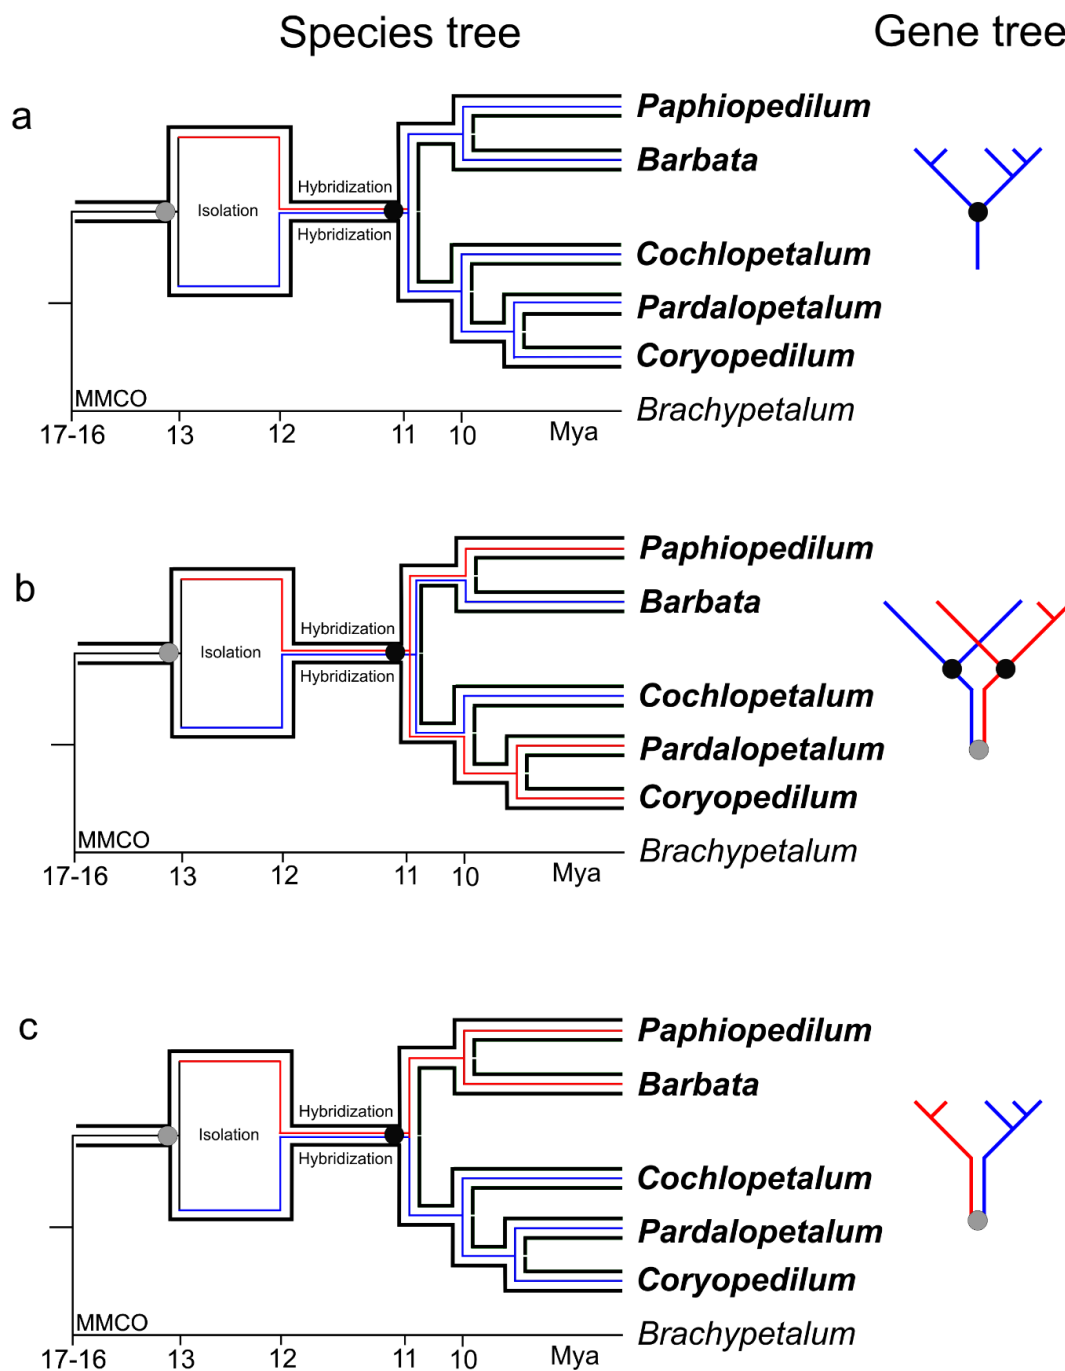 Species tree
Gene tree
a
Paphiopedilum
Barbata
Hybridization
Isolation
Hybridization
Cochlopetalum
Pardalopetalum
Coryopedilum
MMCO
Brachypetalum
17-16
13
12
11
10
Mya
b
Paphiopedilum
Barbata
Hybridization
Isolation
Hybridization
Cochlopetalum
Pardalopetalum
Coryopedilum
MMCO
Brachypetalum
17-16
13
12
11
10
Mya
c
Paphiopedilum
Barbata
Hybridization
Isolation
Hybridization
Cochlopetalum
Pardalopetalum
Coryopedilum
MMCO
Brachypetalum
17-16
13
12
11
10
Mya